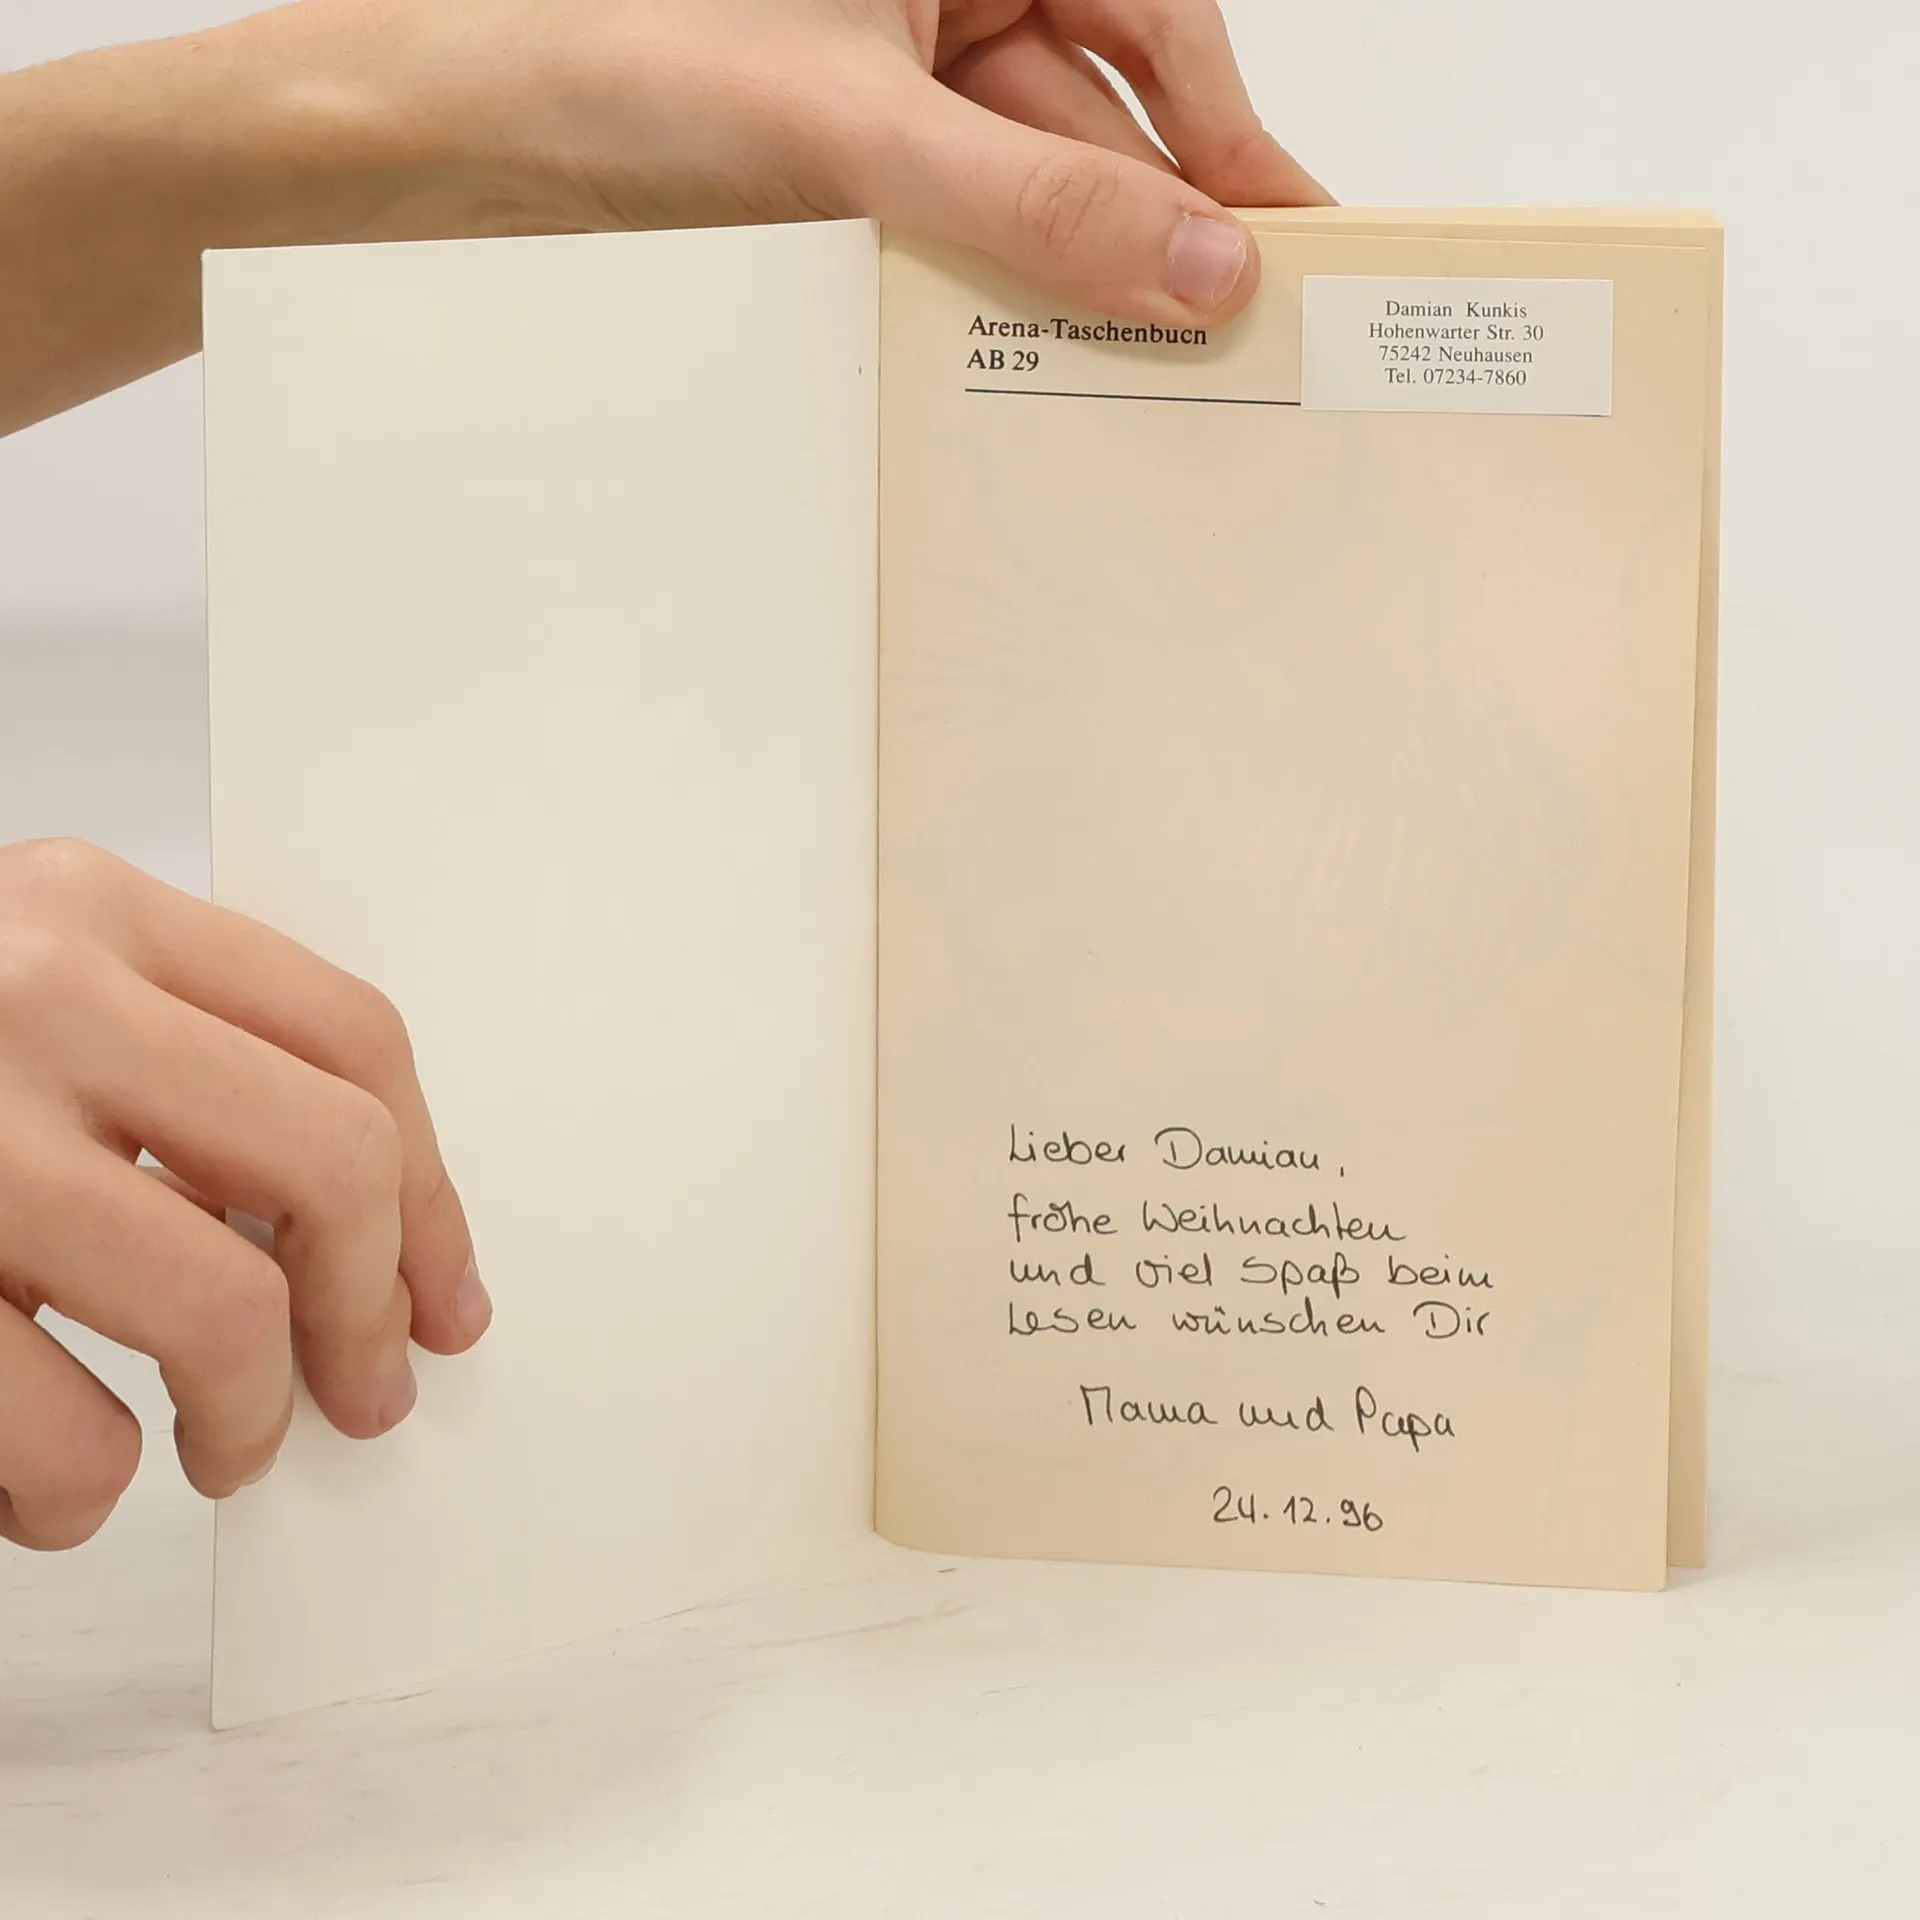 Arena-Taschenbuch
AB 29
Damian Kunkis
Hohenwarter Str. 30
75242 Neuhausen
Tel. 07234-7860
Lieber Damian,
frohe Weihnachten
und viel Spaß beim
Lesen wünschen Dir
Mama und Papa
24.12.96